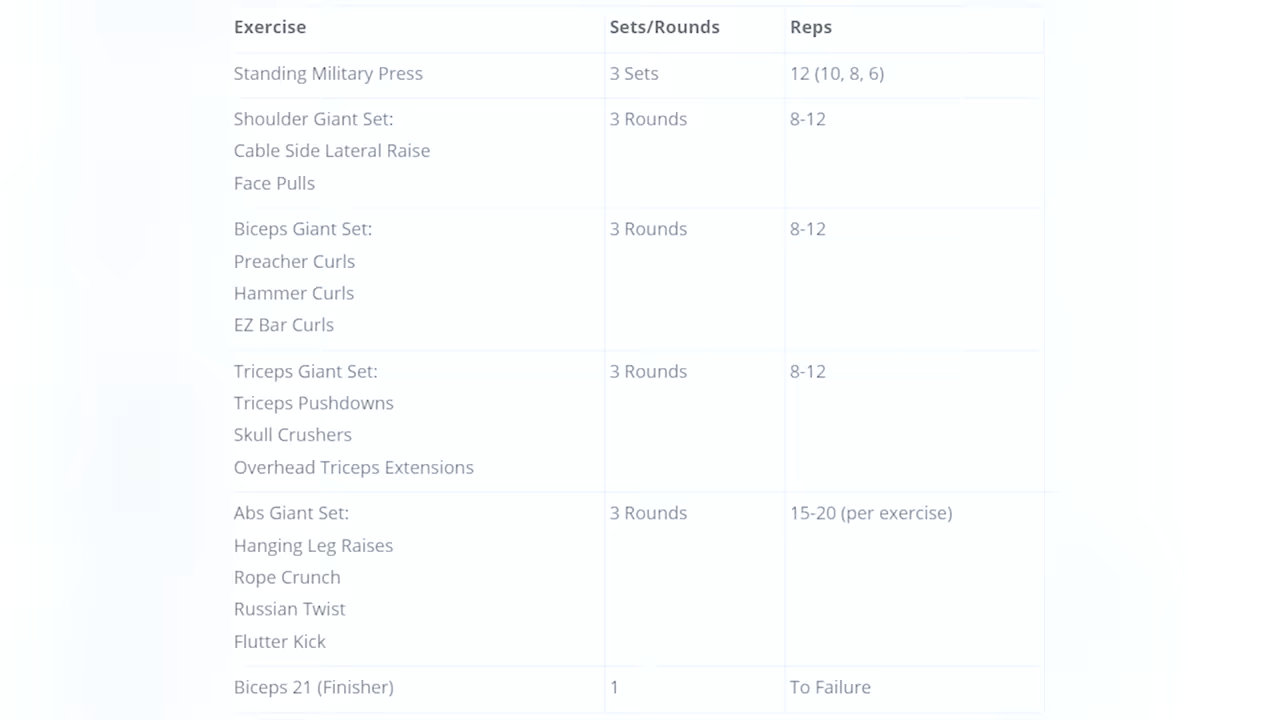 Exercise Sets/Rounds Reps
Standing Military Press 3 Sets 12 (10, 8, 6)
Shoulder Giant Set: 3 Rounds 8-12
Cable Side Lateral Raise
Face Pulls
Biceps Giant Set: 3 Rounds 8-12
Preacher Curls
Hammer Curls
EZ Bar Curls
Triceps Giant Set: 3 Rounds 8-12
Triceps Pushdowns
Skull Crushers
Overhead Triceps Extensions
Abs Giant Set: 3 Rounds 15-20 (per exercise)
Hanging Leg Raises
Rope Crunch
Russian Twist
Flutter Kick
Biceps 21 (Finisher) 1 To Failure